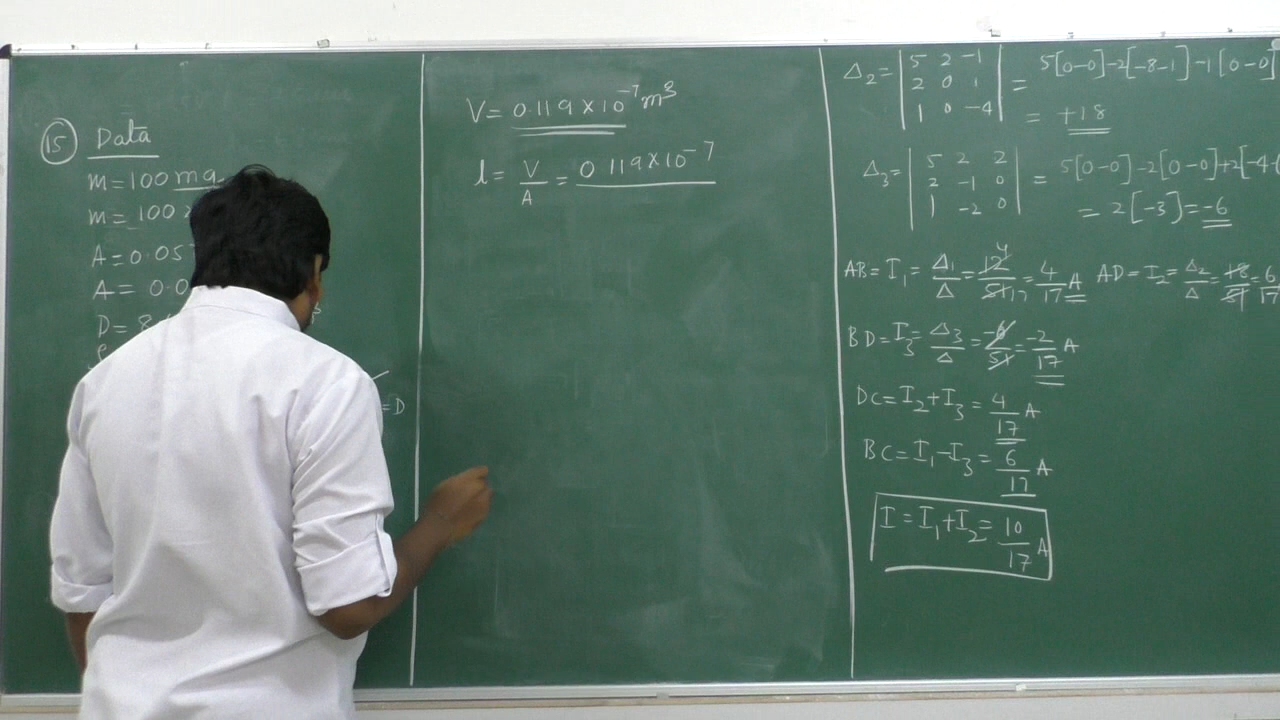 15 Data
m = 100 mg
m = 100
A = 0.05
A = 0.0
D = 8
= D
V = 0.119 × 10⁻⁷ m³
l = V/A = 0.119 × 10⁻⁷
Δ₂ = |5 2 -1|
|2 0 1|
|1 0 -4|
= 5[0-0]-2[-8-1]-1[0-0]
= +18
Δ₃ = |5 2 2|
|2 -1 0|
|1 -2 0|
= 5[0-0]-2[0-0]+2[-4+
= 2[-3] = -6
AB = I₁ = Δ₁/Δ = 12/51 = 4/17 A AD = I₂ = Δ₂/Δ = 18/51 = 6/17
BD = I₃ = Δ₃/Δ = -6/51 = -2/17 A
DC = I₂ + I₃ = 4/17 A
BC = I₁ - I₃ = 6/17 A
I = I₁ + I₂ = 10/17 A